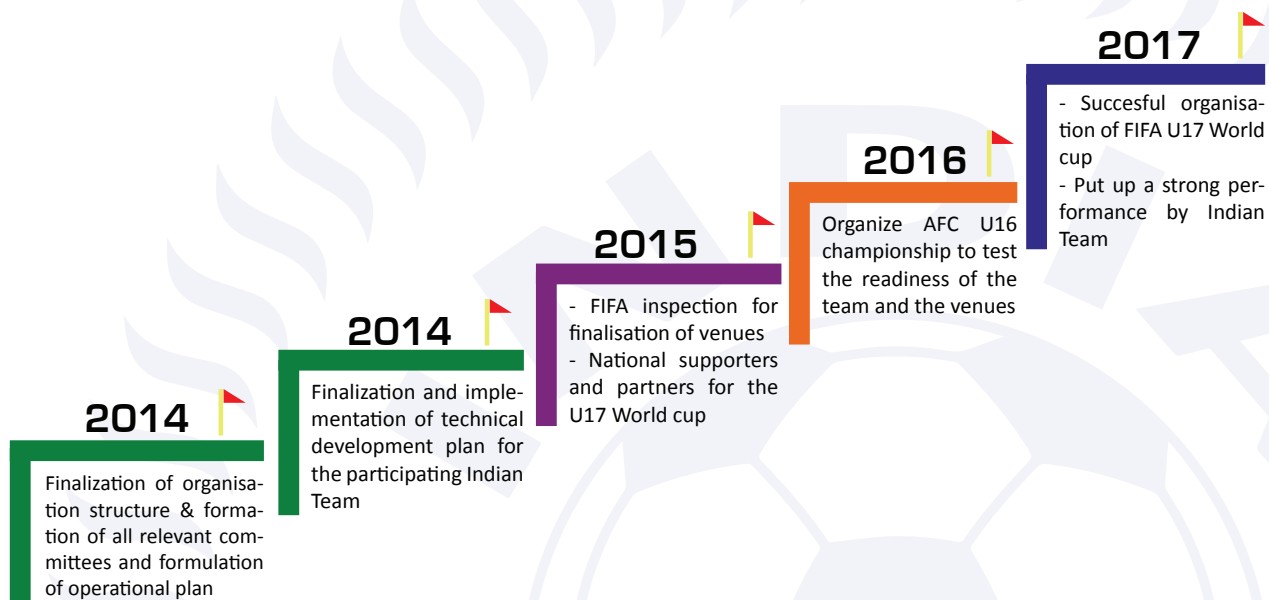 2014
Finalization of organisa-
tion structure & forma-
tion of all relevant com-
mittees and formulation
of operational plan
2014
Finalization and imple-
mentation of technical
development plan for
the participating Indian
Team
2015
- FIFA inspection for
finalisation of venues
- National supporters
and partners for the
U17 World cup
2016
Organize AFC U16
championship to test
the readiness of the
team and the venues
2017
- Succesful organisa-
tion of FIFA U17 World
cup
- Put up a strong per-
formance by Indian
Team